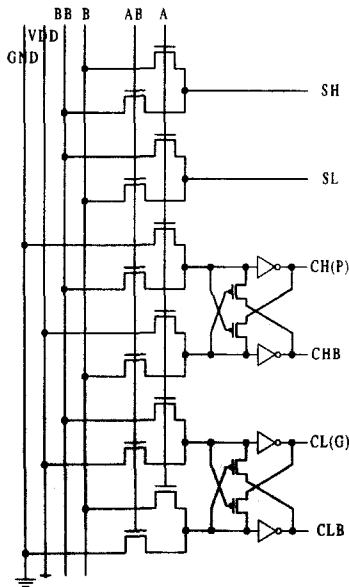 BB B AB A
VDD
GND
SH
SL
CH(P)
CHB
CL(G)
CLB